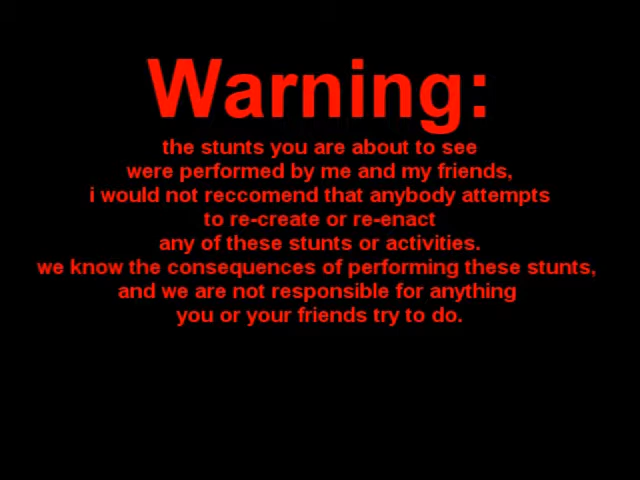 Warning:
the stunts you are about to see
were performed by me and my friends,
i would not reccomend that anybody attempts
to re-create or re-enact
any of these stunts or activities.
we know the consequences of performing these stunts,
and we are not responsible for anything
you or your friends try to do.